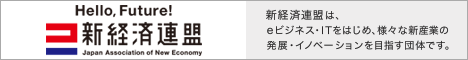 Hello, Future!
新経済連盟
Japan Association of New Economy
新経済連盟は、
eビジネス・ITをはじめ、様々な新産業の
発展・イノベーションを目指す団体です。